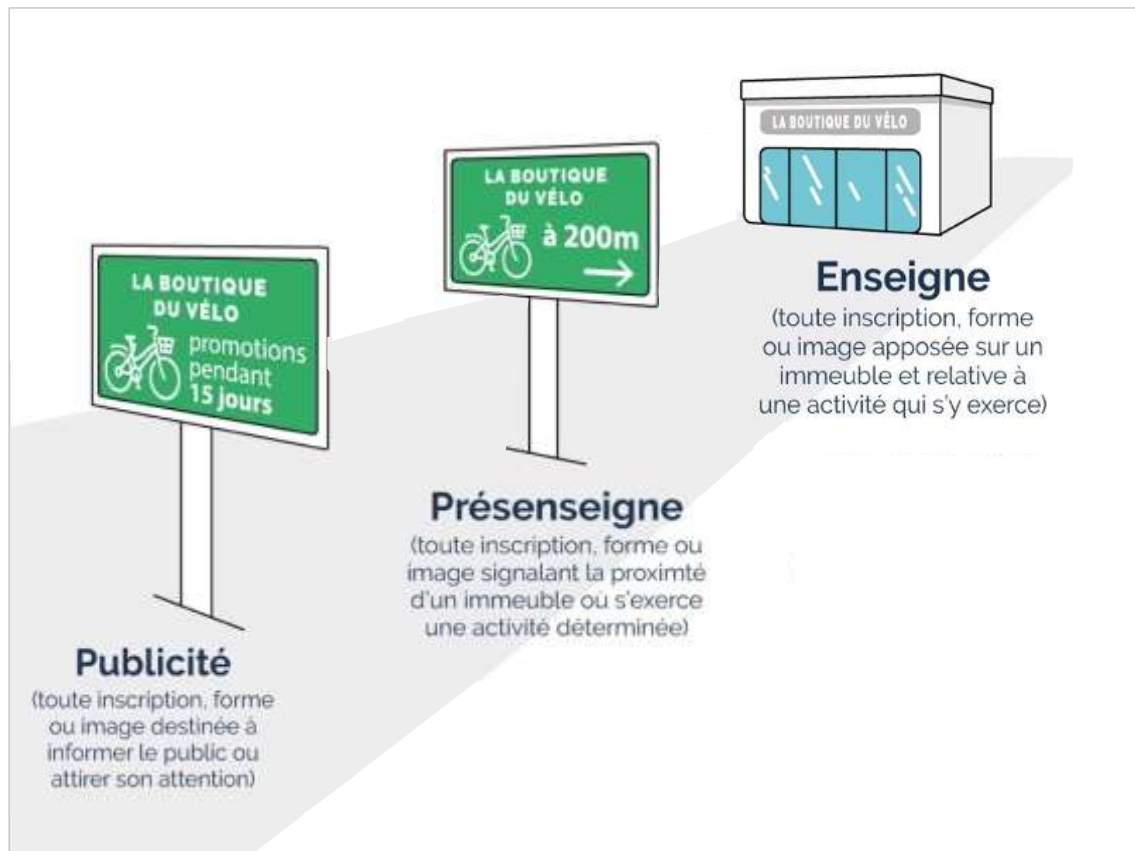 LA BOUTIQUE
DU VÉLO
promotions
pendant
15 jours
Publicité
(toute inscription, forme
ou image destinée à
informer le public ou
attirer son attention)
LA BOUTIQUE
DU VÉLO
à 200m
Présenseigne
(toute inscription, forme ou
image signalant la proximté
d'un immeuble où s'exerce
une activité déterminée)
LA BOUTIQUE DU VÉLO
Enseigne
(toute inscription, forme
ou image apposée sur un
immeuble et relative à
une activité qui s'y exerce)